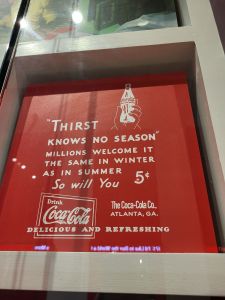 "THIRST
KNOWS NO SEASON"
MILLIONS WELCOME IT
THE SAME IN WINTER
AS IN SUMMER
So will You 5¢
Drink
Coca-Cola
The Coca-Cola Co.
ATLANTA, GA.
DELICIOUS AND REFRESHING